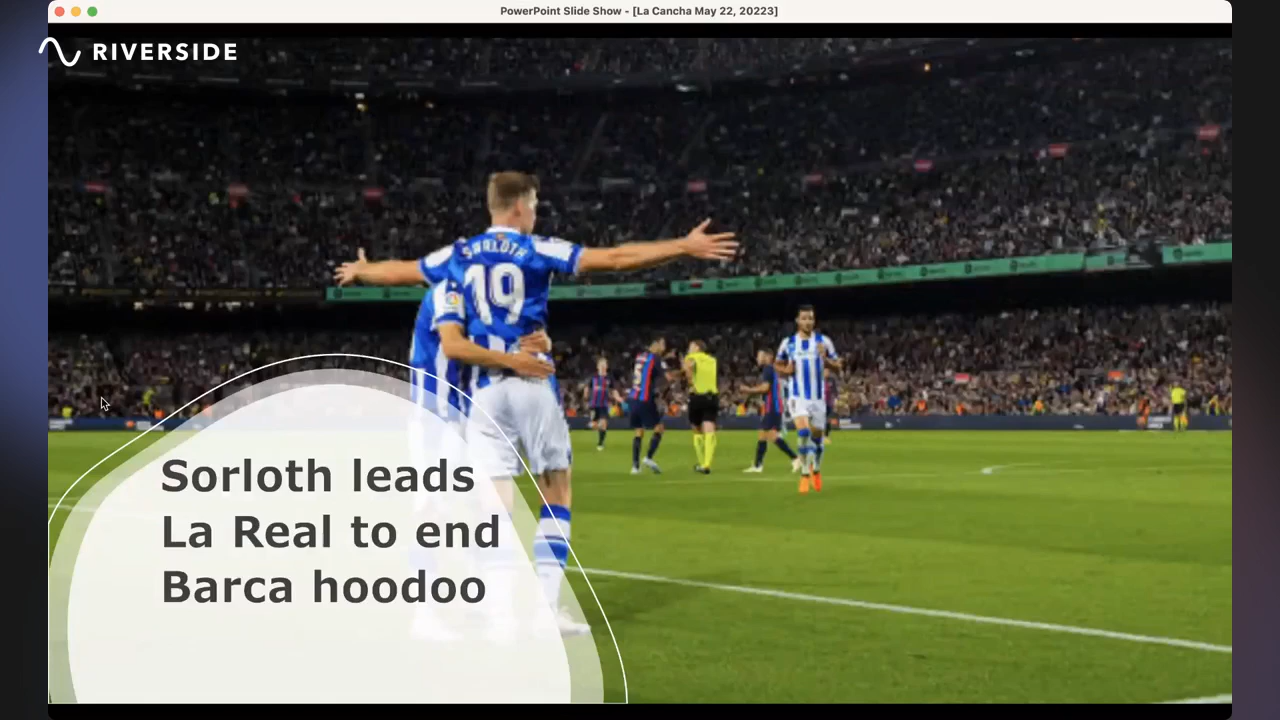 PowerPoint Slide Show - [La Cancha May 22, 20223]
RIVERSIDE
SORLOTH
19
Sorloth leads
La Real to end
Barca hoodoo